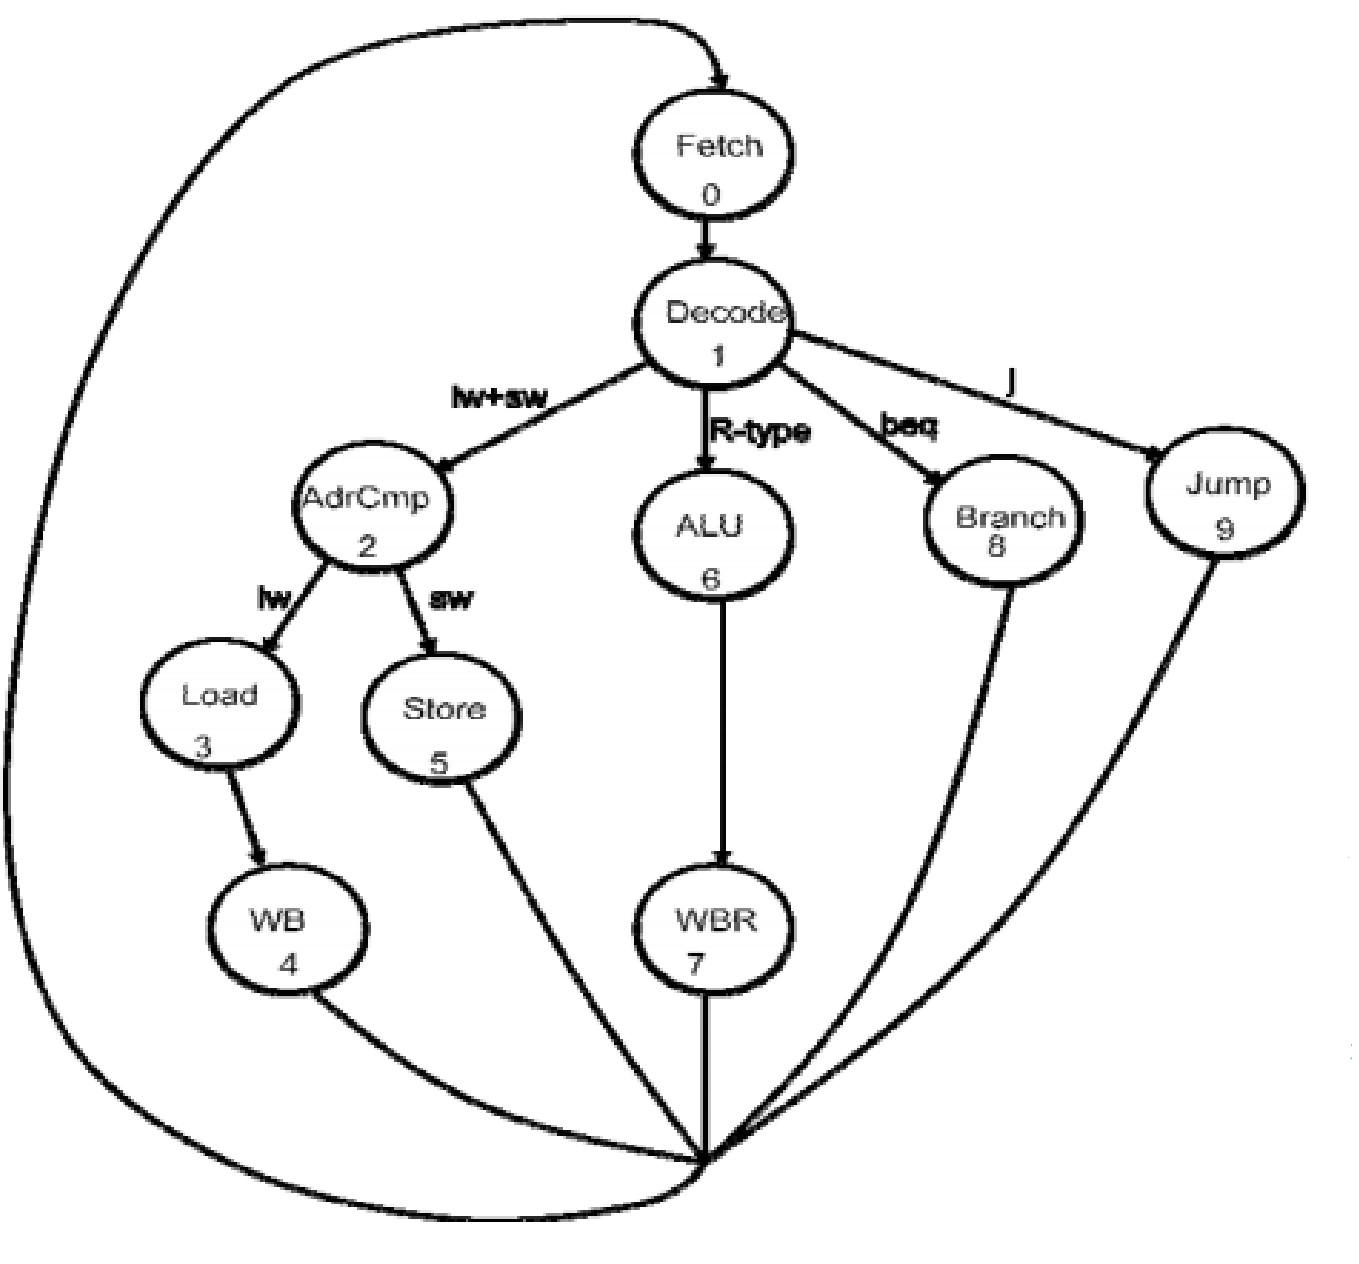 Fetch
0
Decode
1
lw+sw
R-type
beq
j
AdrCmp
2
ALU
6
Branch
8
Jump
9
lw
sw
Load
3
Store
5
WB
4
WBR
7